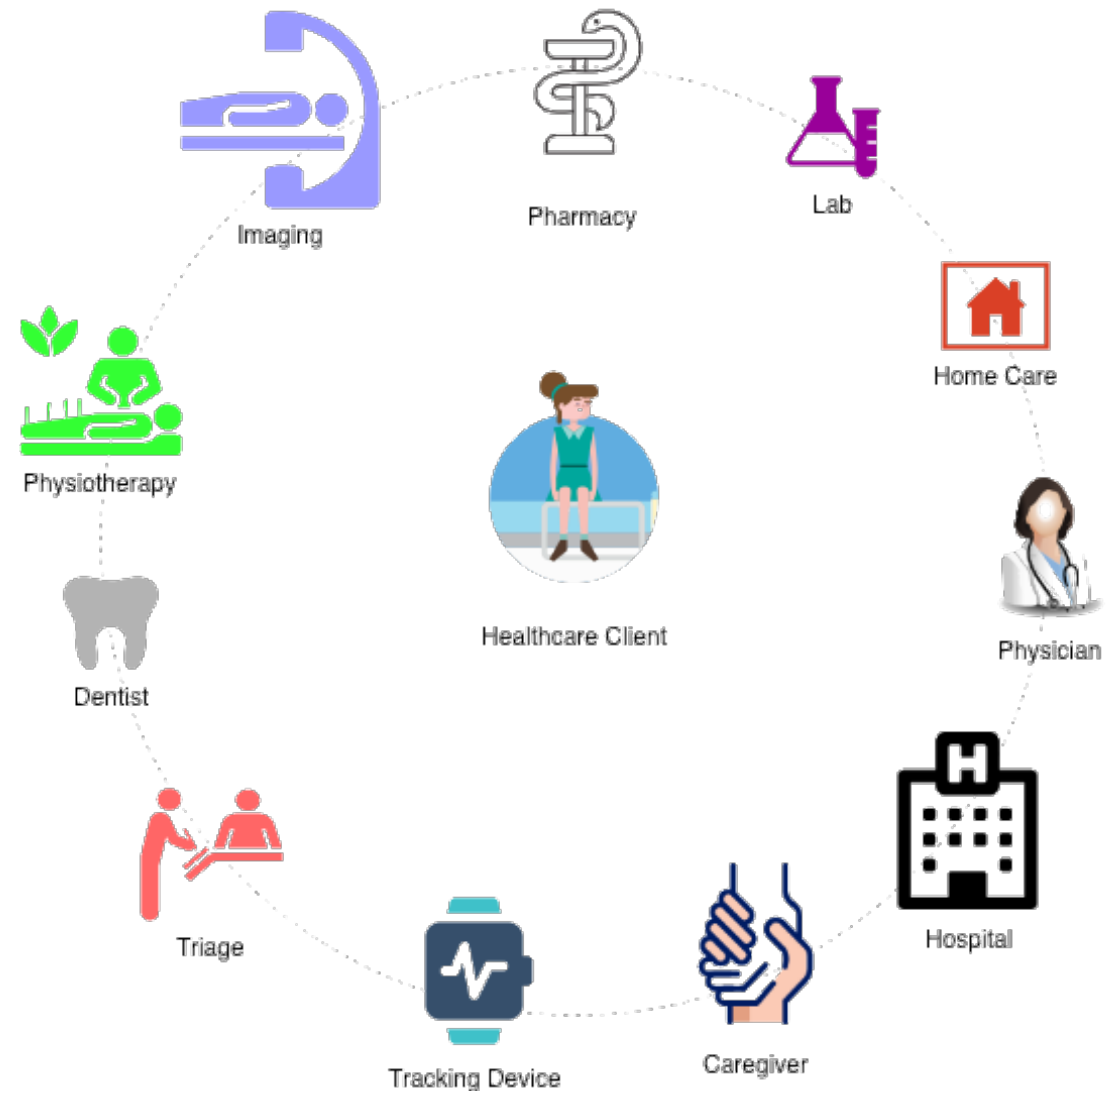 Pharmacy
Lab
Imaging
Home Care
Physiotherapy
Healthcare Client
Physician
Dentist
H
Hospital
Triage
Caregiver
Tracking Device